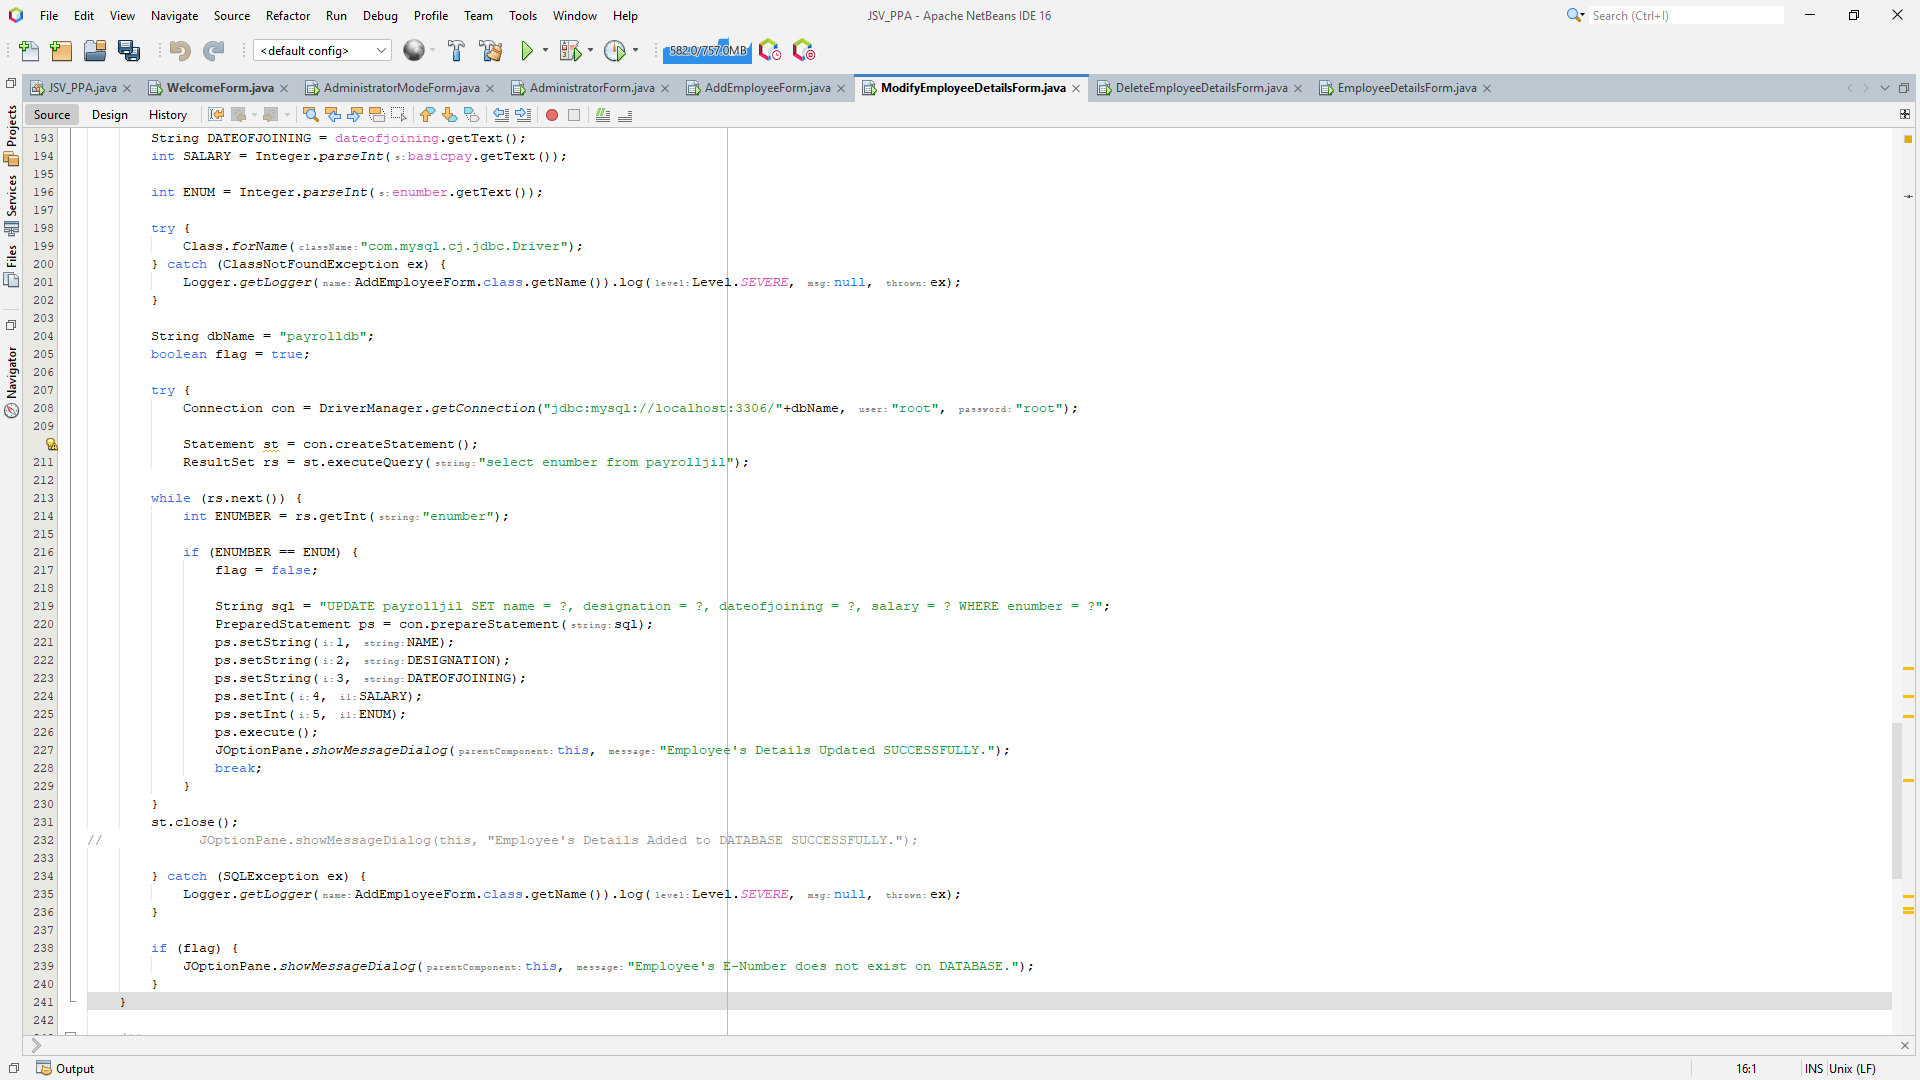 File Edit View Navigate Source Refactor Run Debug Profile Team Tools Window Help
JSV_PPA - Apache NetBeans IDE 16
Search (Ctrl+I)
<default config>
582.0/757.0MB
JSV_PPA.java
WelcomeForm.java
AdministratorModeForm.java
AdministratorForm.java
AddEmployeeForm.java
ModifyEmployeeDetailsForm.java
DeleteEmployeeDetailsForm.java
EmployeeDetailsForm.java
Source Design History
Projects
Services
Files
Navigator
193 String DATEOFJOINING = dateofjoining.getText();
194 int SALARY = Integer.parseInt(s:basicpay.getText());
195
196 int ENUM = Integer.parseInt(s:enumber.getText());
197
198 try {
199 Class.forName(className:"com.mysql.cj.jdbc.Driver");
200 } catch (ClassNotFoundException ex) {
201 Logger.getLogger(name:AddEmployeeForm.class.getName()).log(level:Level.SEVERE, msg:null, thrown:ex);
202 }
203
204 String dbName = "payrolldb";
205 boolean flag = true;
206
207 try {
208 Connection con = DriverManager.getConnection("jdbc:mysql://localhost:3306/"+dbName, user:"root", password:"root");
209
Statement st = con.createStatement();
211 ResultSet rs = st.executeQuery(string:"select enumber from payrolljil");
212
213 while (rs.next()) {
214 int ENUMBER = rs.getInt(string:"enumber");
215
216 if (ENUMBER == ENUM) {
217 flag = false;
218
219 String sql = "UPDATE payrolljil SET name = ?, designation = ?, dateofjoining = ?, salary = ? WHERE enumber = ?";
220 PreparedStatement ps = con.prepareStatement(string:sql);
221 ps.setString(i:1, string:NAME);
222 ps.setString(i:2, string:DESIGNATION);
223 ps.setString(i:3, string:DATEOFJOINING);
224 ps.setInt(i:4, i1:SALARY);
225 ps.setInt(i:5, i1:ENUM);
226 ps.execute();
227 JOptionPane.showMessageDialog(parentComponent:this, message:"Employee's Details Updated SUCCESSFULLY.");
228 break;
229 }
230 }
231 st.close();
232 // JOptionPane.showMessageDialog(this, "Employee's Details Added to DATABASE SUCCESSFULLY.");
233
234 } catch (SQLException ex) {
235 Logger.getLogger(name:AddEmployeeForm.class.getName()).log(level:Level.SEVERE, msg:null, thrown:ex);
236 }
237
238 if (flag) {
239 JOptionPane.showMessageDialog(parentComponent:this, message:"Employee's E-Number does not exist on DATABASE.");
240 }
241 }
242
Output
16:1 INS Unix (LF)